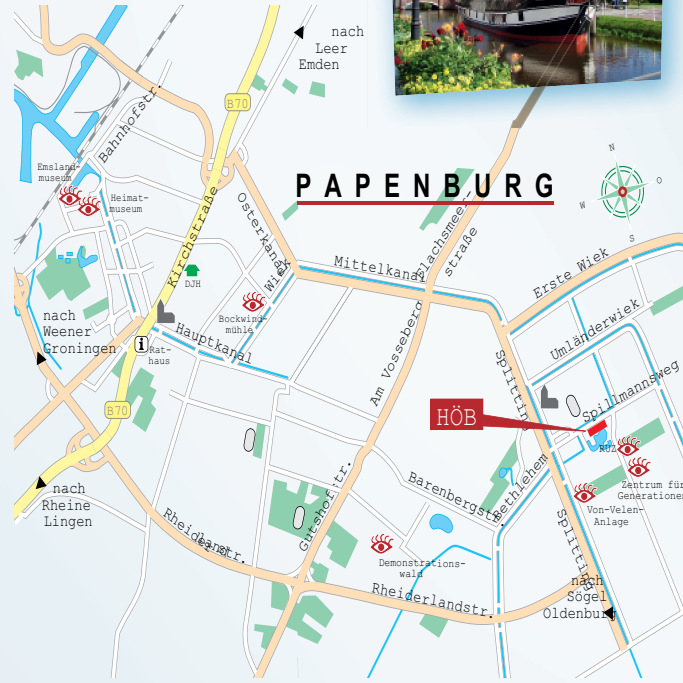 nach
Leer
Emden
B70
Bahnhofstr.
Emsland-
museum
Heimat-
museum
PAPENBURG
N
O
S
W
Kirchstraße
Osterkanal
Wiek
DJH
Flachsmeer-
straße
Mittelkanal
Erste Wiek
Umländerwiek
Spillmannsweg
nach
Weener
Groningen
Bockwind-
mühle
Hauptkanal
i
Rat-
haus
Am Vosseberg
Splitting
B70
HÖB
RUZ
Zentrum für
Generationen
Von-Velen-
Anlage
Bethlehem
Barenbergstr.
nach
Rheine
Lingen
Gutshofstr.
Rheiderlandstr.
Demonstrations-
wald
Rheiderlandstr.
Splitting
nach
Sögel
Oldenburg